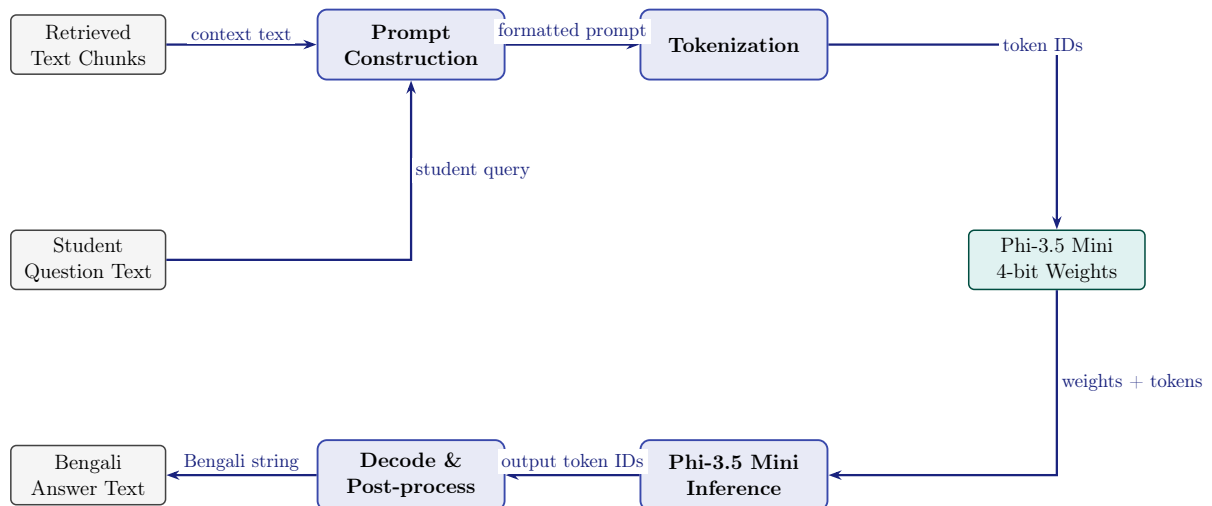 Retrieved
Text Chunks
context text
Prompt
Construction
formatted prompt
Tokenization
token IDs
student query
Student
Question Text
Phi-3.5 Mini
4-bit Weights
weights + tokens
Bengali
Answer Text
Bengali string
Decode &
Post-process
output token IDs
Phi-3.5 Mini
Inference